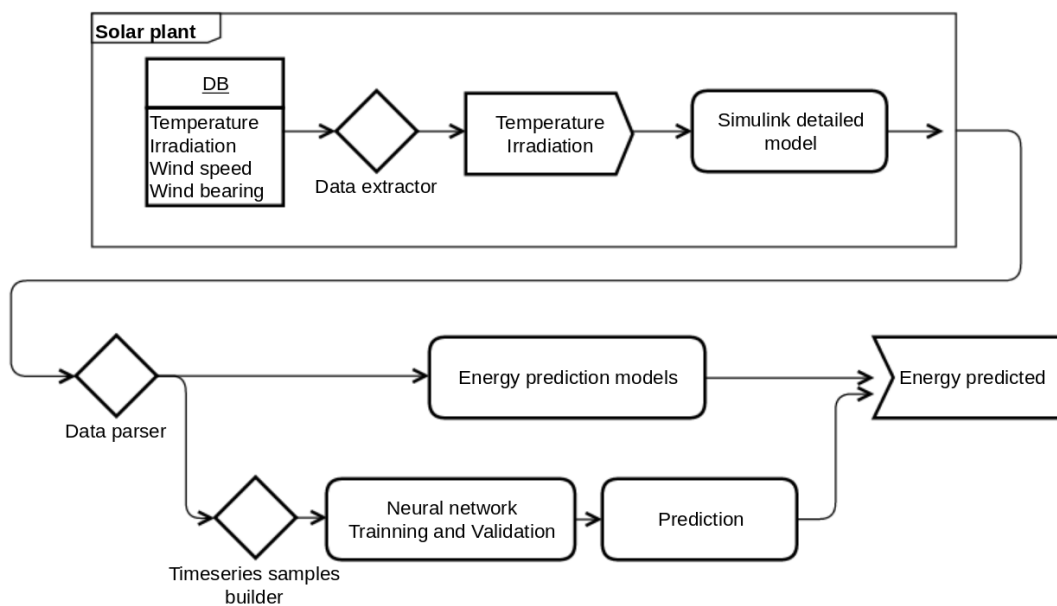 Solar plant
DB
Temperature
Irradiation
Wind speed
Wind bearing
Data extractor
Temperature
Irradiation
Simulink detailed
model
Data parser
Energy prediction models
Energy predicted
Timeseries samples
builder
Neural network
Trainning and Validation
Prediction